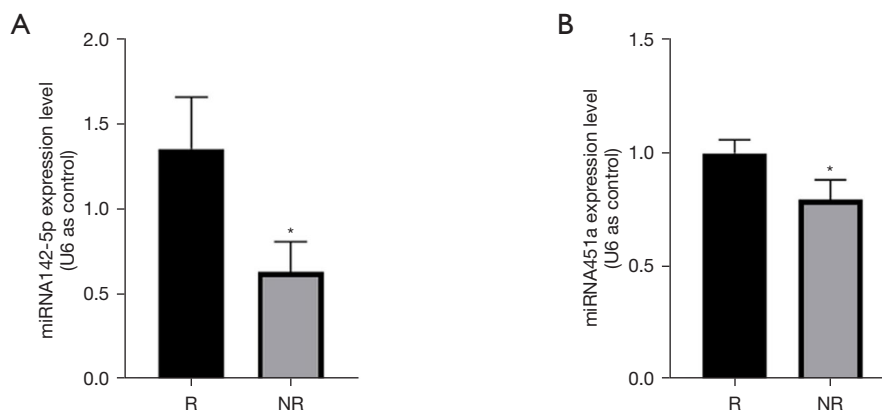 A
miRNA142-5p expression level
(U6 as control)
2.0
1.5
1.0
0.5
0.0
*
R
NR
B
miRNA451a expression level
(U6 as control)
1.5
1.0
0.5
0.0
*
R
NR